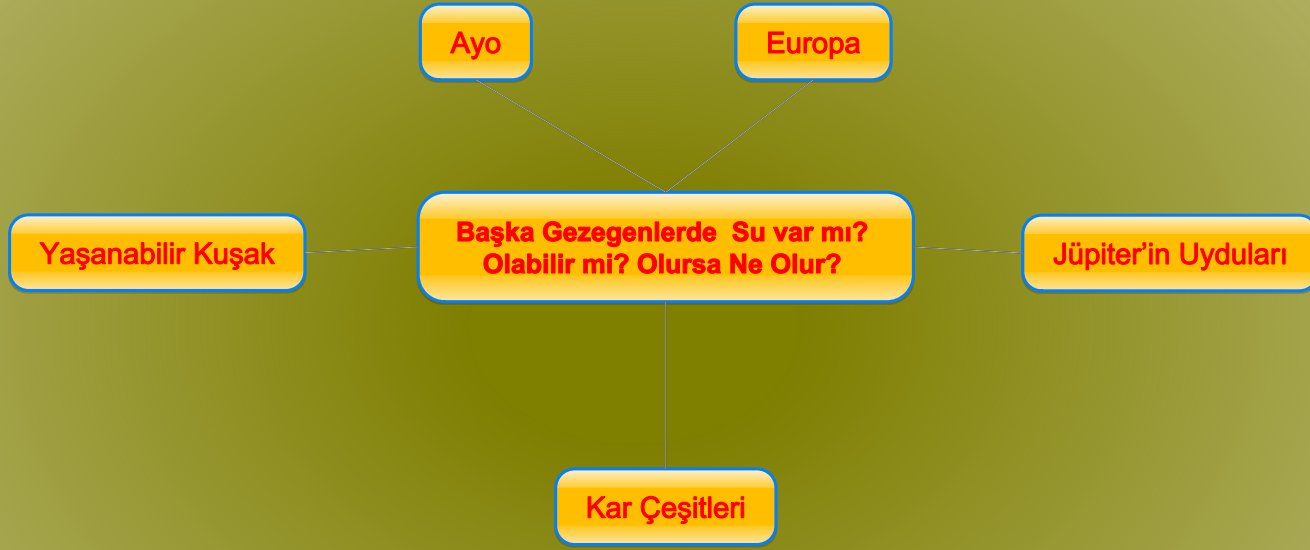 Ayo
Europa
Yaşanabilir Kuşak
Başka Gezegenlerde  Su var mı?
Olabilir mi? Olursa Ne Olur?
Jüpiter’in Uyduları
Kar Çeşitleri